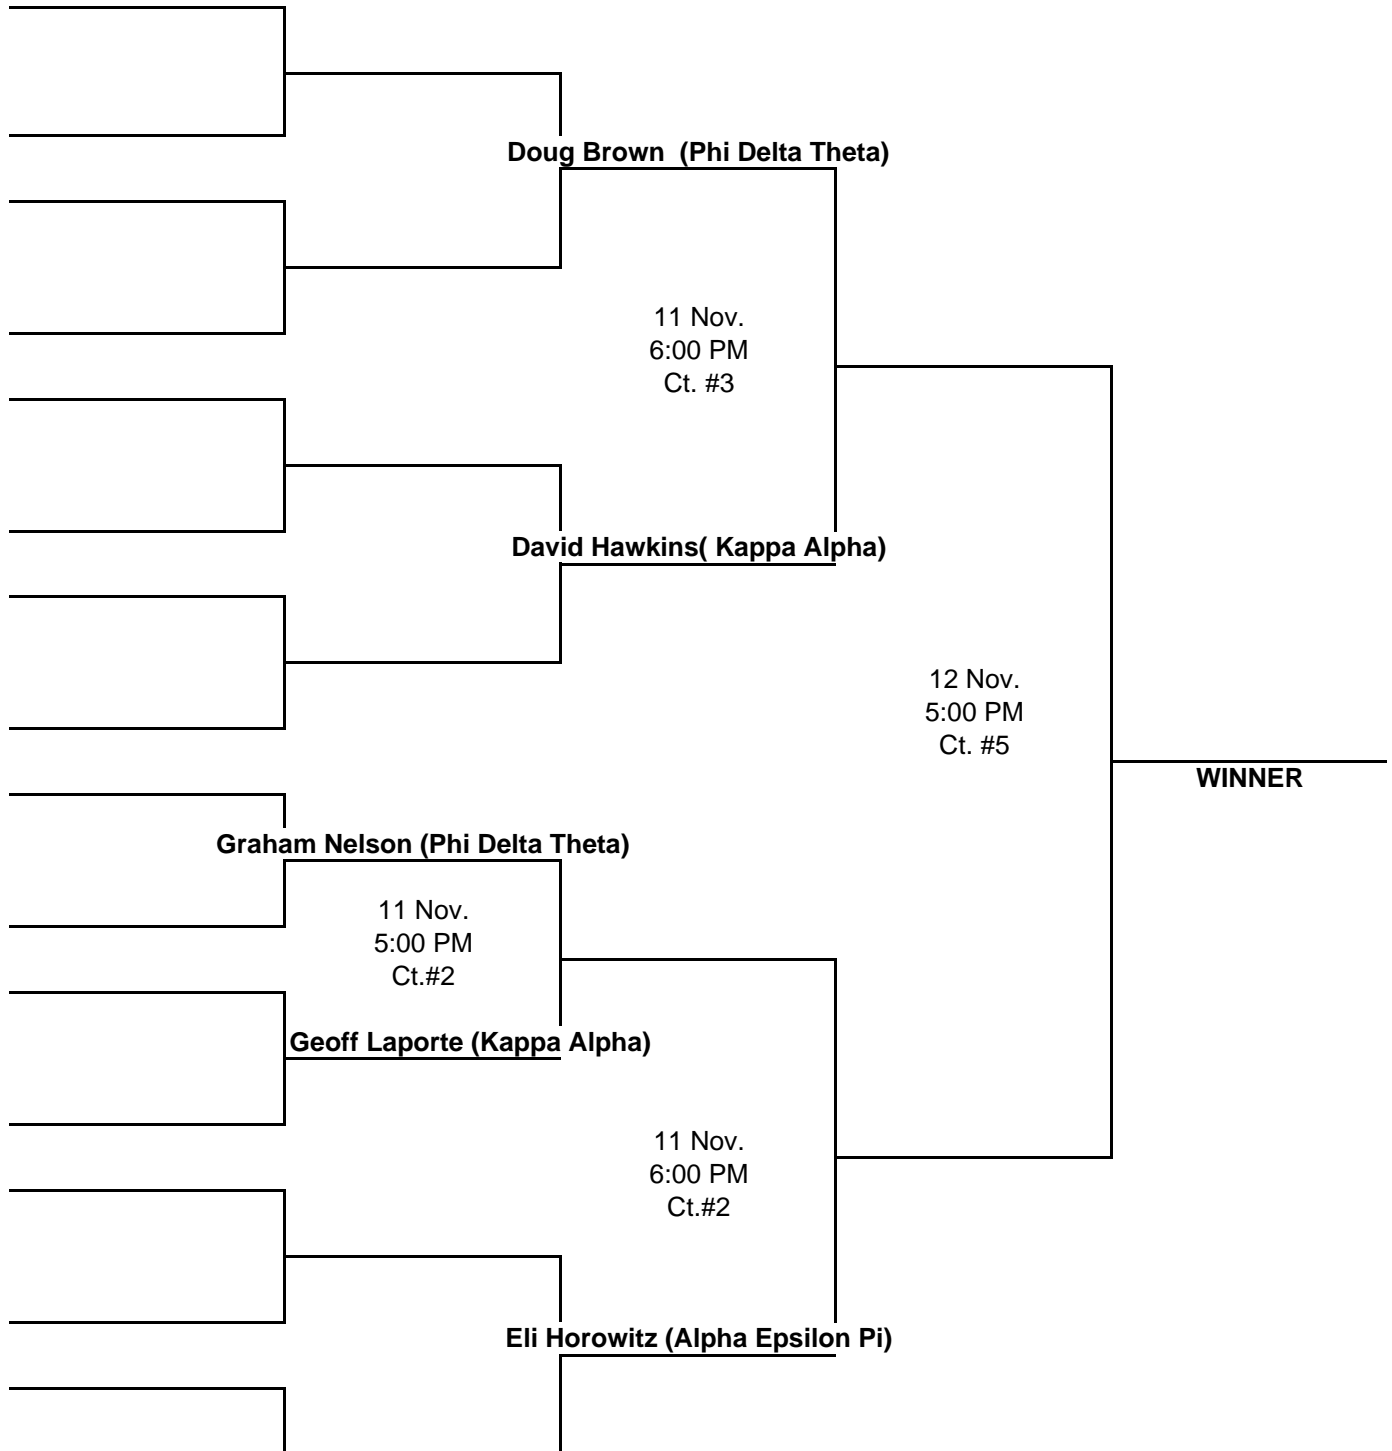 Doug Brown  (Phi Delta Theta)
11 Nov.
6:00 PM
Ct. #3
David Hawkins( Kappa Alpha)
12 Nov.
5:00 PM
Ct. #5
WINNER
Graham Nelson (Phi Delta Theta)
11 Nov.
5:00 PM
Ct.#2
Geoff Laporte (Kappa Alpha)
11 Nov.
6:00 PM
Ct.#2
Eli Horowitz (Alpha Epsilon Pi)